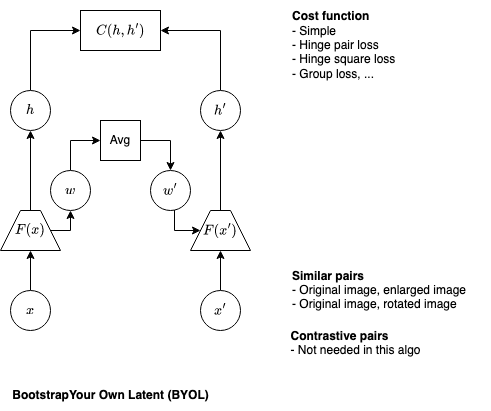 C(h, h′)
Cost function
- Simple
- Hinge pair loss
- Hinge square loss
- Group loss, ...
h
h′
Avg
w
w′
F(x)
F(x′)
x
x′
Similar pairs
- Original image, enlarged image
- Original image, rotated image
Contrastive pairs
- Not needed in this algo
BootstrapYour Own Latent (BYOL)